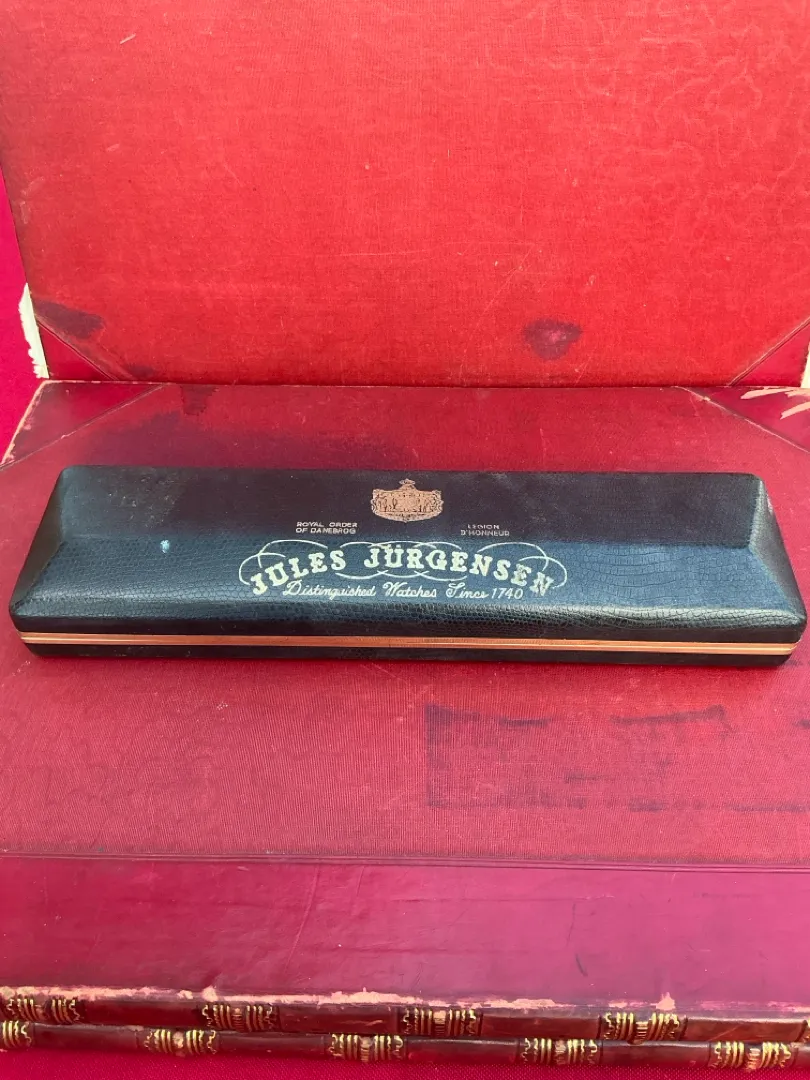 ROYAL ORDER
OF DANEBROG
LEGION
D'HONNEUR
JULES JÜRGENSEN
Distinguished Watches Since 1740